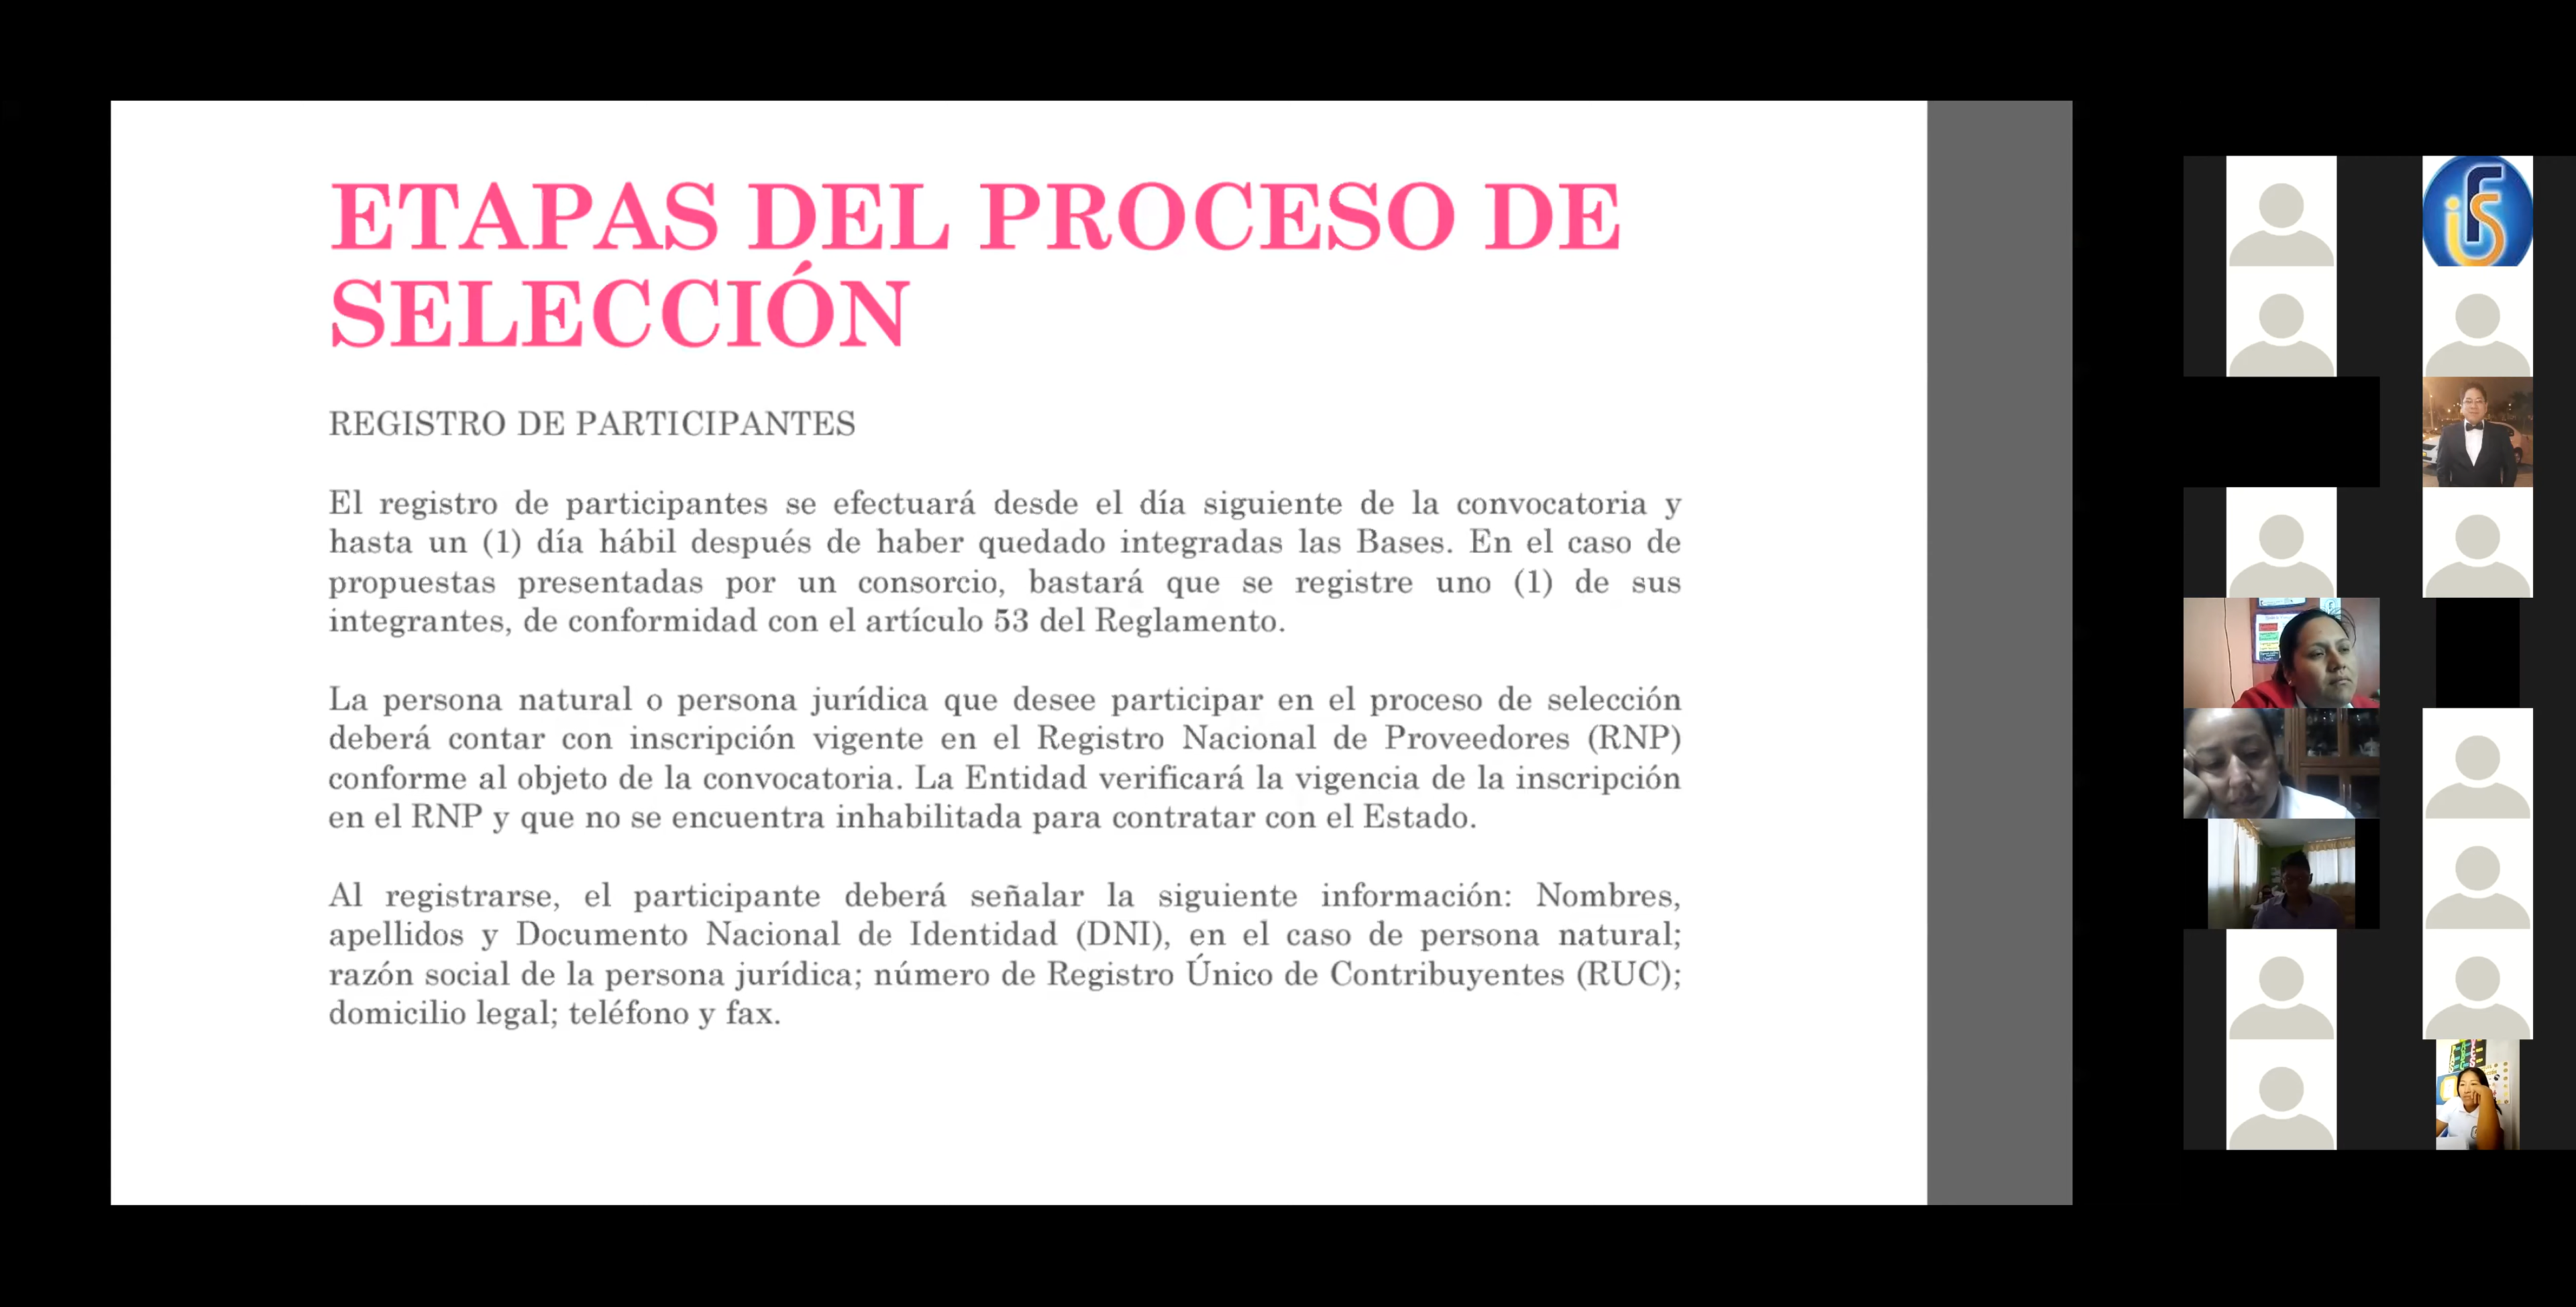 ETAPAS DEL PROCESO DE
SELECCIÓN
REGISTRO DE PARTICIPANTES
El registro de participantes se efectuará desde el día siguiente de la convocatoria y
hasta un (1) día hábil después de haber quedado integradas las Bases. En el caso de
propuestas presentadas por un consorcio, bastará que se registre uno (1) de sus
integrantes, de conformidad con el artículo 53 del Reglamento.
La persona natural o persona jurídica que desee participar en el proceso de selección
deberá contar con inscripción vigente en el Registro Nacional de Proveedores (RNP)
conforme al objeto de la convocatoria. La Entidad verificará la vigencia de la inscripción
en el RNP y que no se encuentra inhabilitada para contratar con el Estado.
Al registrarse, el participante deberá señalar la siguiente información: Nombres,
apellidos y Documento Nacional de Identidad (DNI), en el caso de persona natural;
razón social de la persona jurídica; número de Registro Único de Contribuyentes (RUC);
domicilio legal; teléfono y fax.